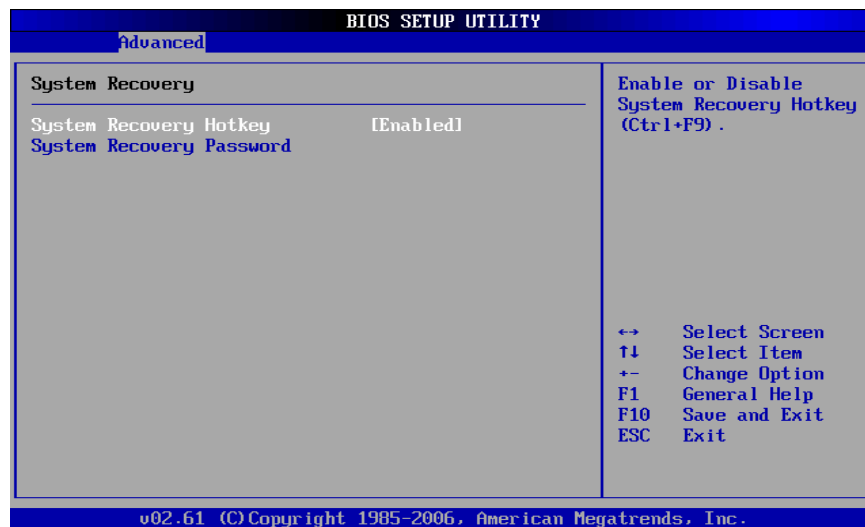 BIOS SETUP UTILITY
Advanced
System Recovery
System Recovery Hotkey [Enabled]
System Recovery Password
Enable or Disable
System Recovery Hotkey
(Ctrl+F9).
←→ Select Screen
↑↓ Select Item
+- Change Option
F1 General Help
F10 Save and Exit
ESC Exit
v02.61 (C)Copyright 1985-2006, American Megatrends, Inc.